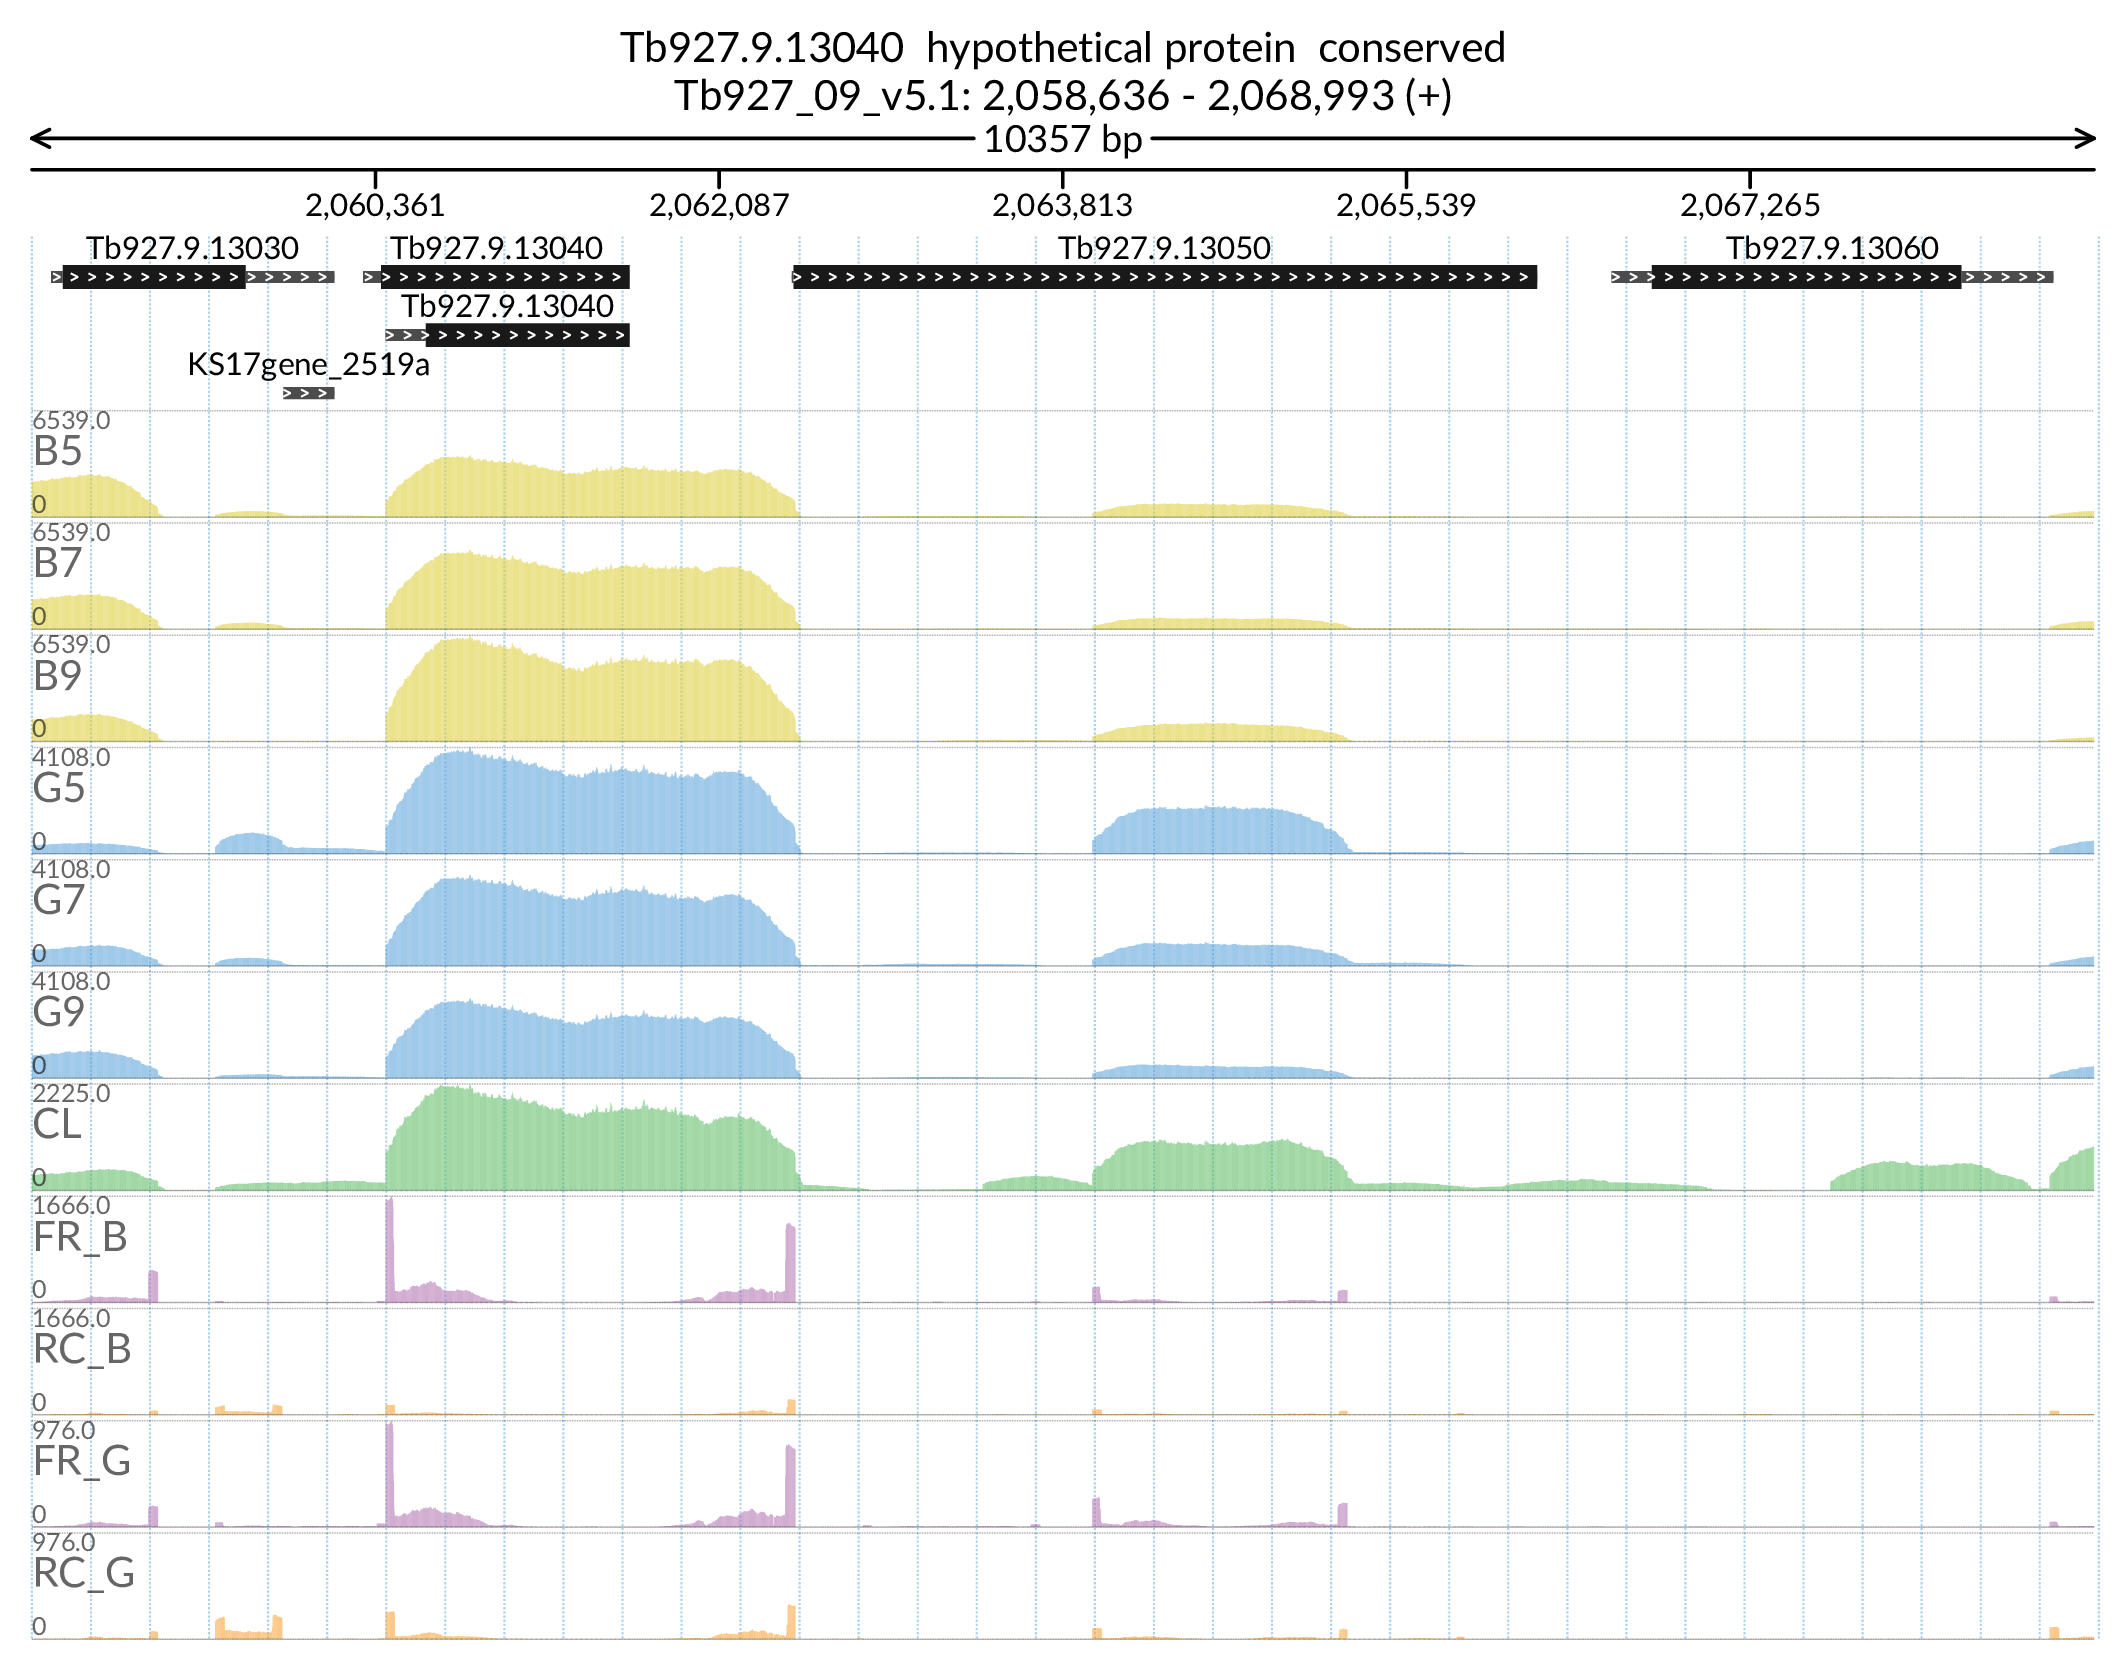 Tb927.9.13040  hypothetical protein  conserved
Tb927_09_v5.1: 2,058,636 - 2,068,993 (+)
10357 bp
2,060,361 2,062,087 2,063,813 2,065,539 2,067,265
Tb927.9.13030 Tb927.9.13040 Tb927.9.13050 Tb927.9.13060
Tb927.9.13040
KS17gene_2519a
6539.0
B5
0
6539.0
B7
0
6539.0
B9
0
4108.0
G5
0
4108.0
G7
0
4108.0
G9
0
2225.0
CL
0
1666.0
FR_B
0
1666.0
RC_B
0
976.0
FR_G
0
976.0
RC_G
0